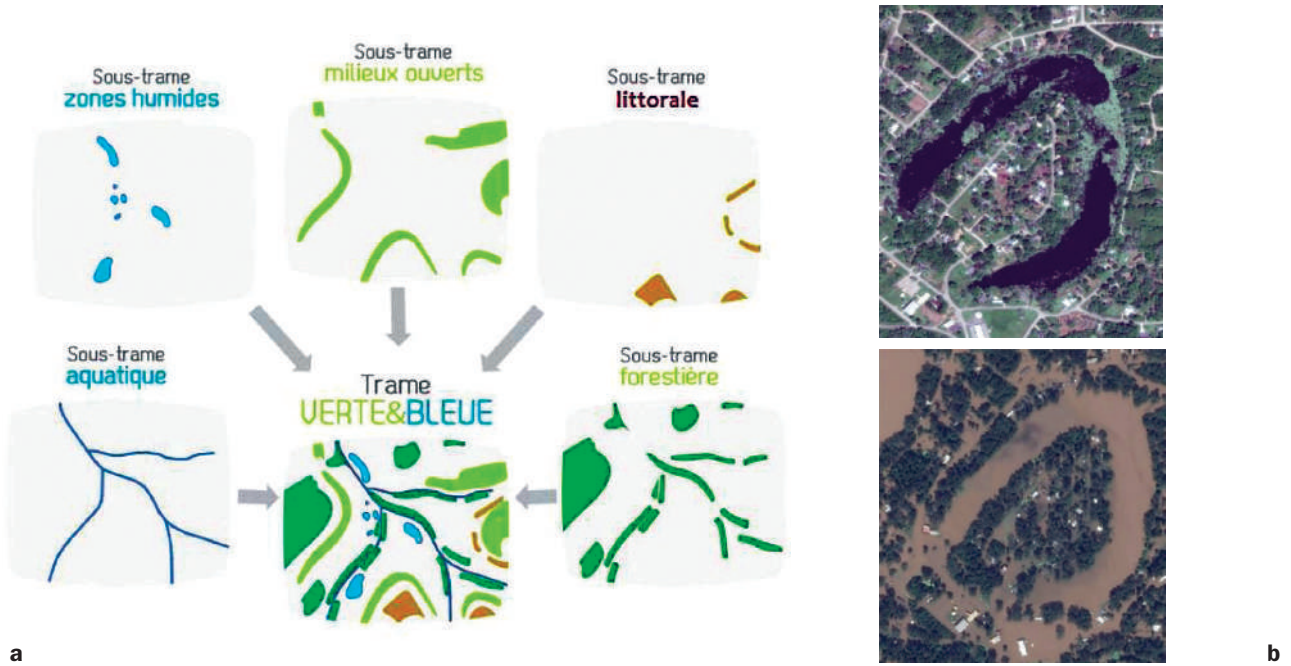 Sous-trame
zones humides
Sous-trame
milieux ouverts
Sous-trame
littorale
Sous-trame
aquatique
Trame
VERTE&BLEUE
Sous-trame
forestière
a
b